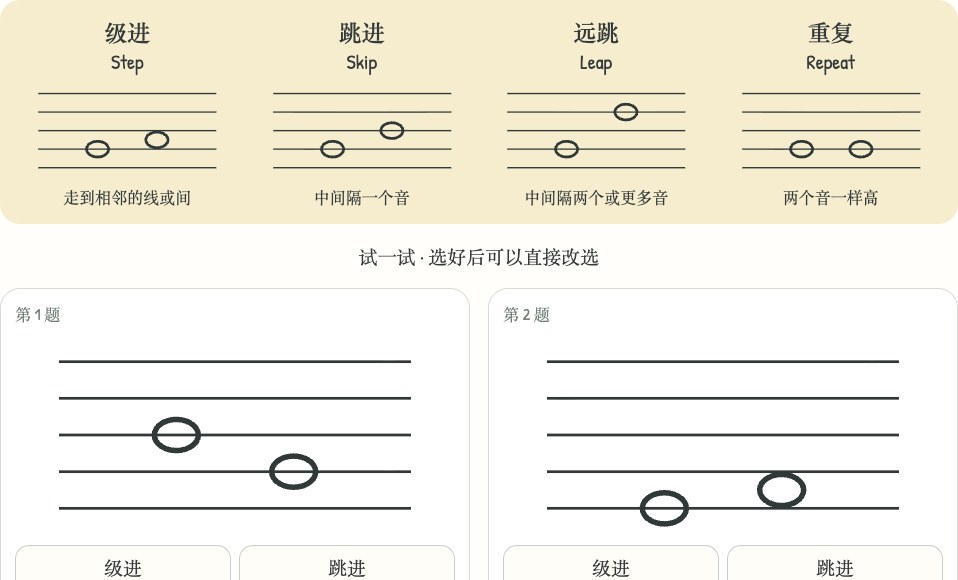 级进
Step
走到相邻的线或间
跳进
Skip
中间隔一个音
远跳
Leap
中间隔两个或更多音
重复
Repeat
两个音一样高
试一试 · 选好后可以直接改选
第 1 题
级进
跳进
第 2 题
级进
跳进